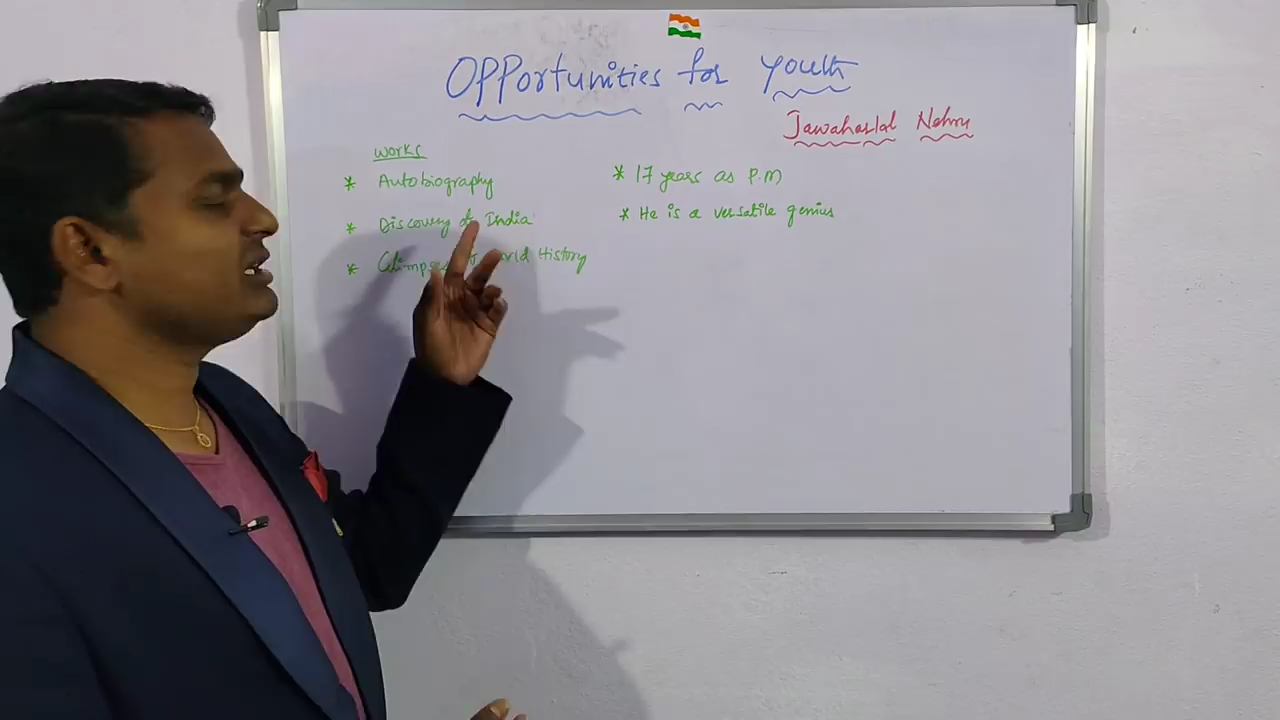 Opportunities for youth
Jawaharlal Nehru
works
* Autobiography
* Discovery of India
* Glimpses of World History
* 17 years as P.M
* He is a versatile genius